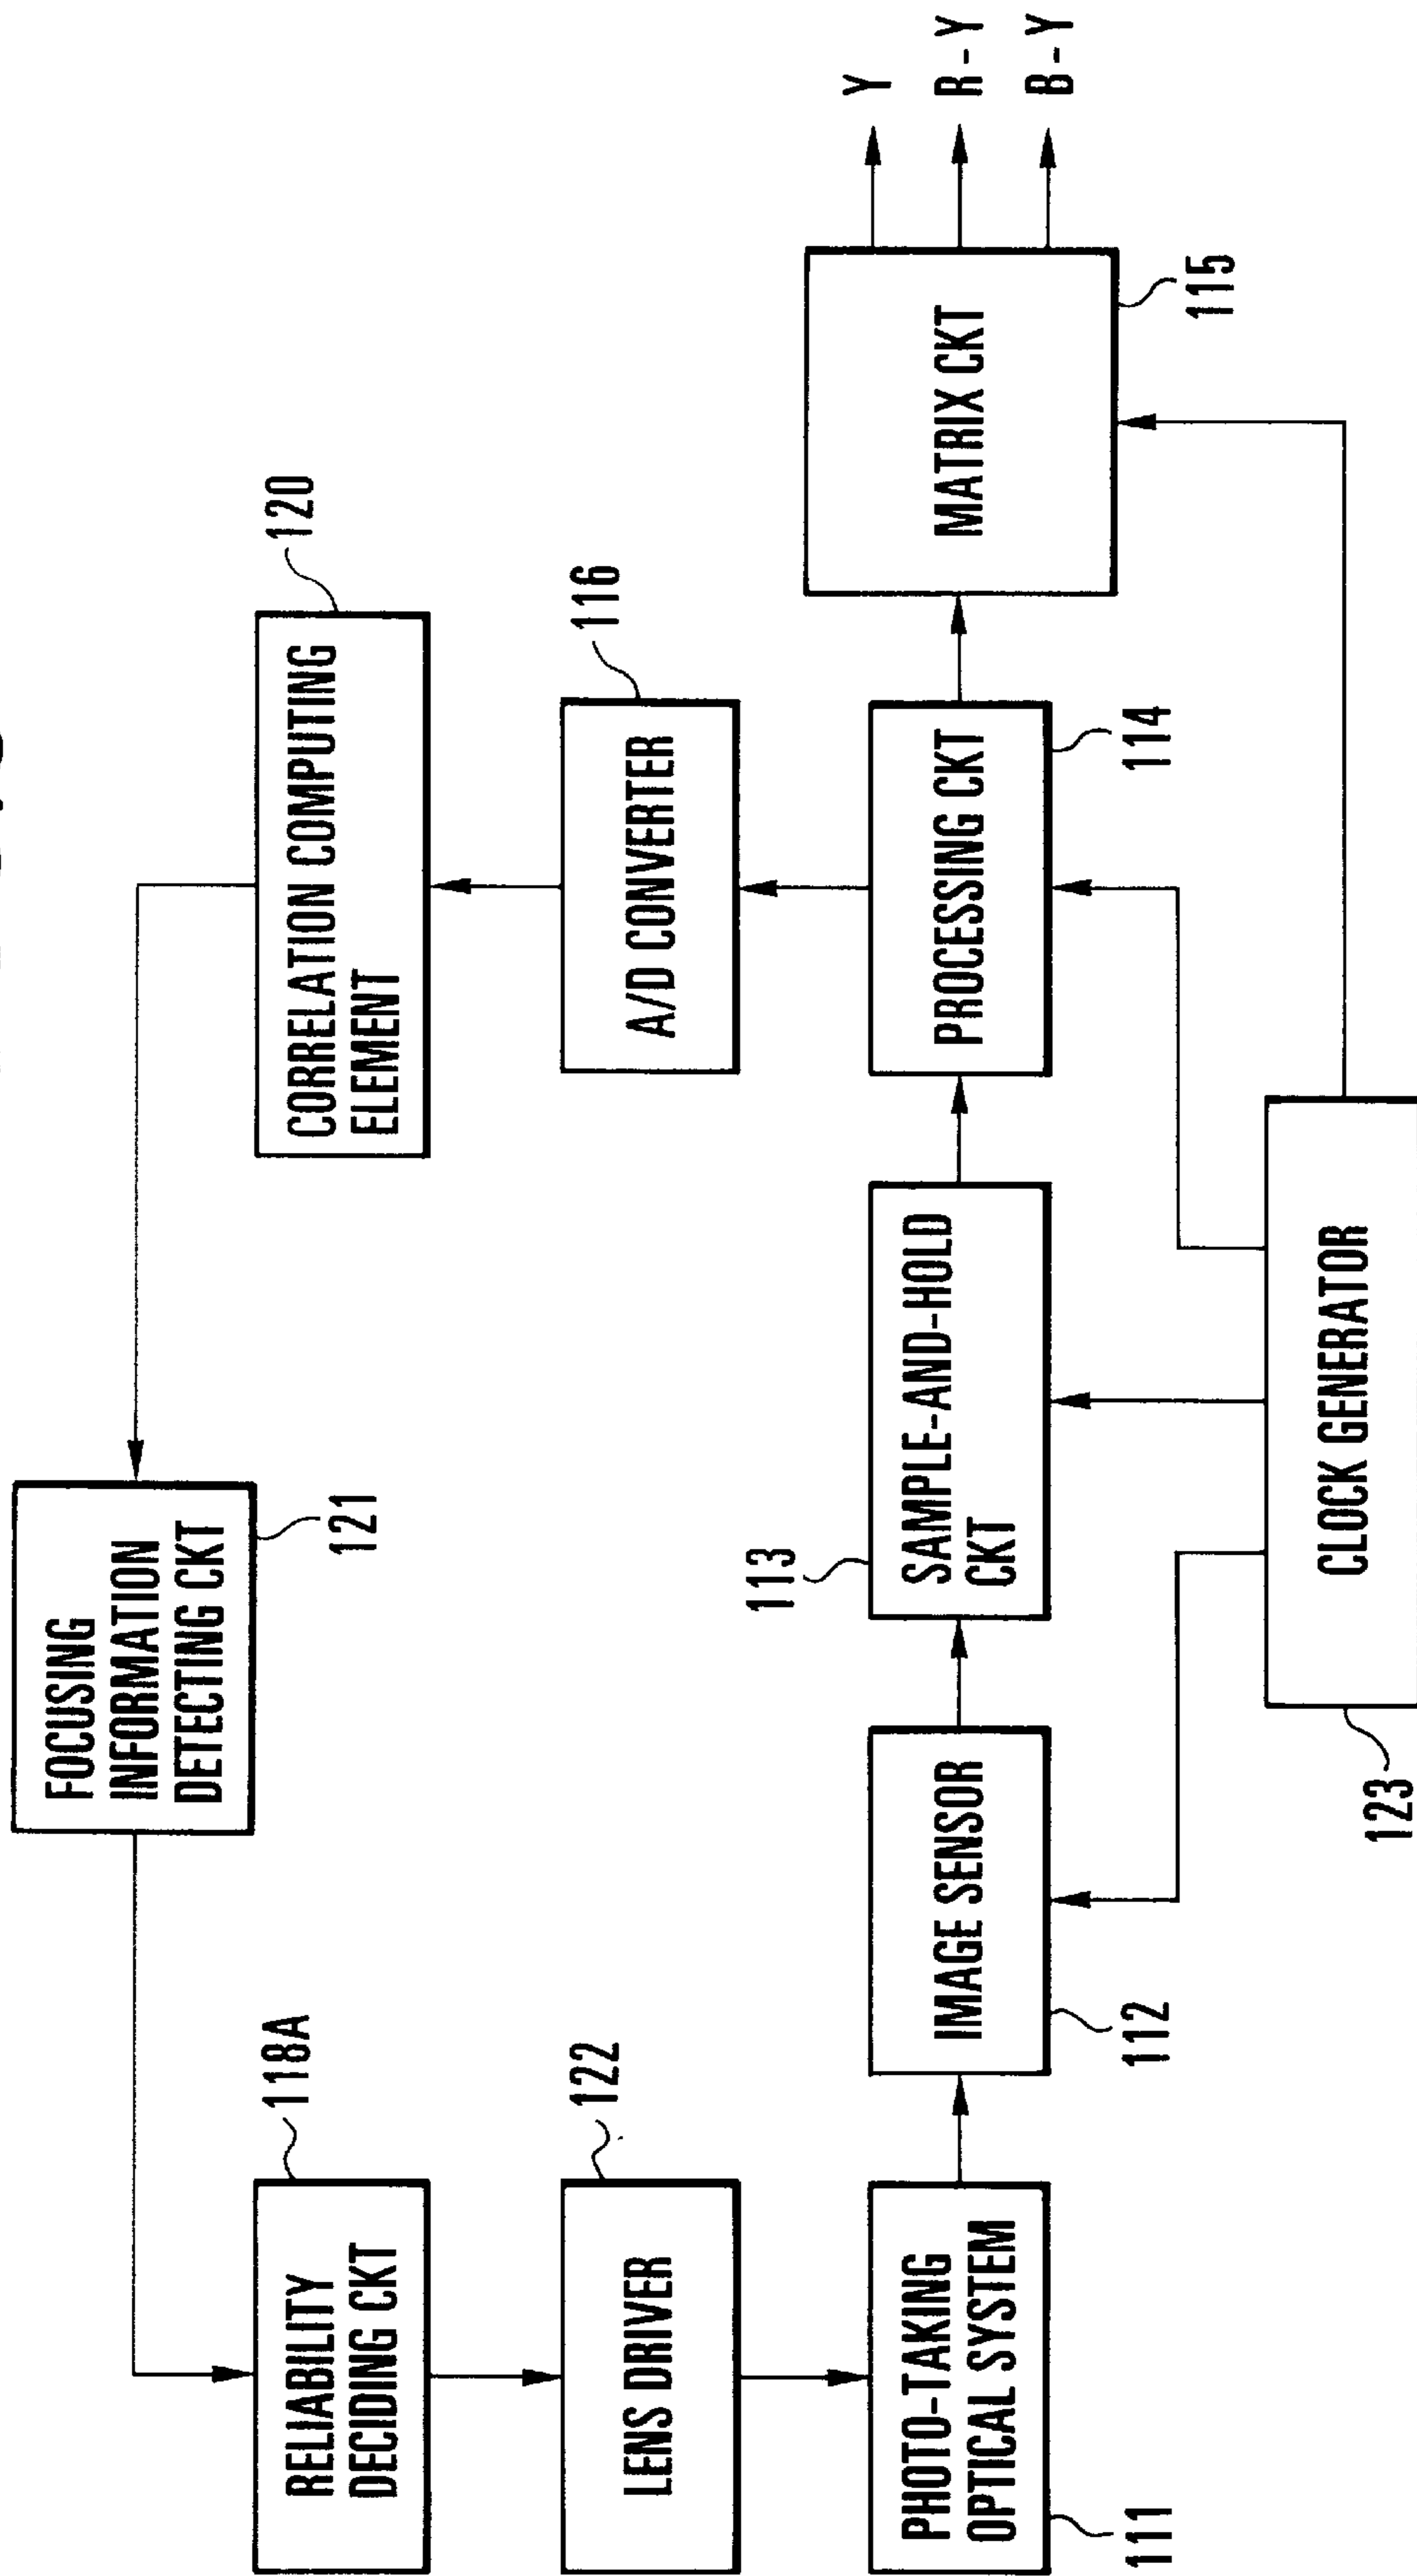 FOCUSING
INFORMATION
DETECTING CKT
121
RELIABILITY
DECIDING CKT
118A
CORRELATION COMPUTING
ELEMENT
120
LENS DRIVER
122
A/D CONVERTER
116
PHOTO-TAKING
OPTICAL SYSTEM
111
IMAGE SENSOR
112
SAMPLE-AND-HOLD
CKT
113
PROCESSING CKT
114
MATRIX CKT
115
Y
R-Y
B-Y
CLOCK GENERATOR
123